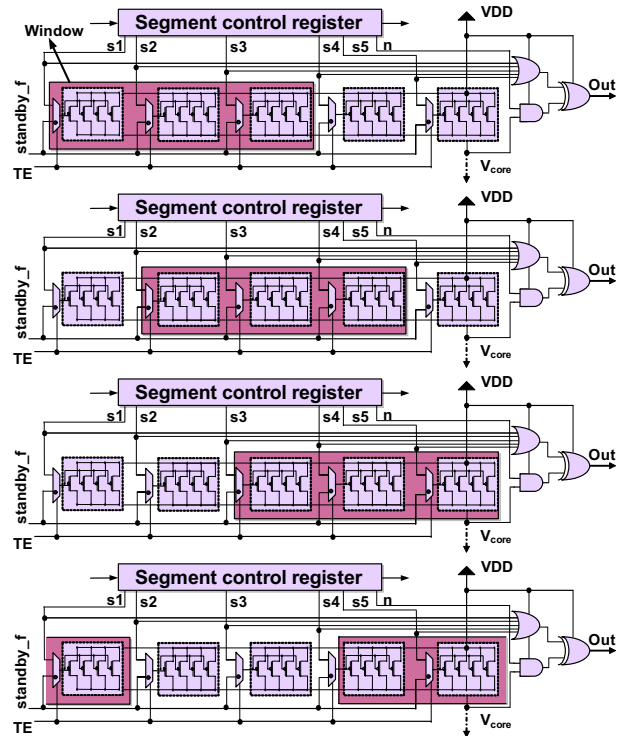 Segment control register
VDD
Window
s1 s2 s3 s4 s5 n
Out
standby_f
TE
Vcore
Segment control register
VDD
s1 s2 s3 s4 s5 n
Out
standby_f
TE
Vcore
Segment control register
VDD
s1 s2 s3 s4 s5 n
Out
standby_f
TE
Vcore
Segment control register
VDD
s1 s2 s3 s4 s5 n
Out
standby_f
TE
Vcore